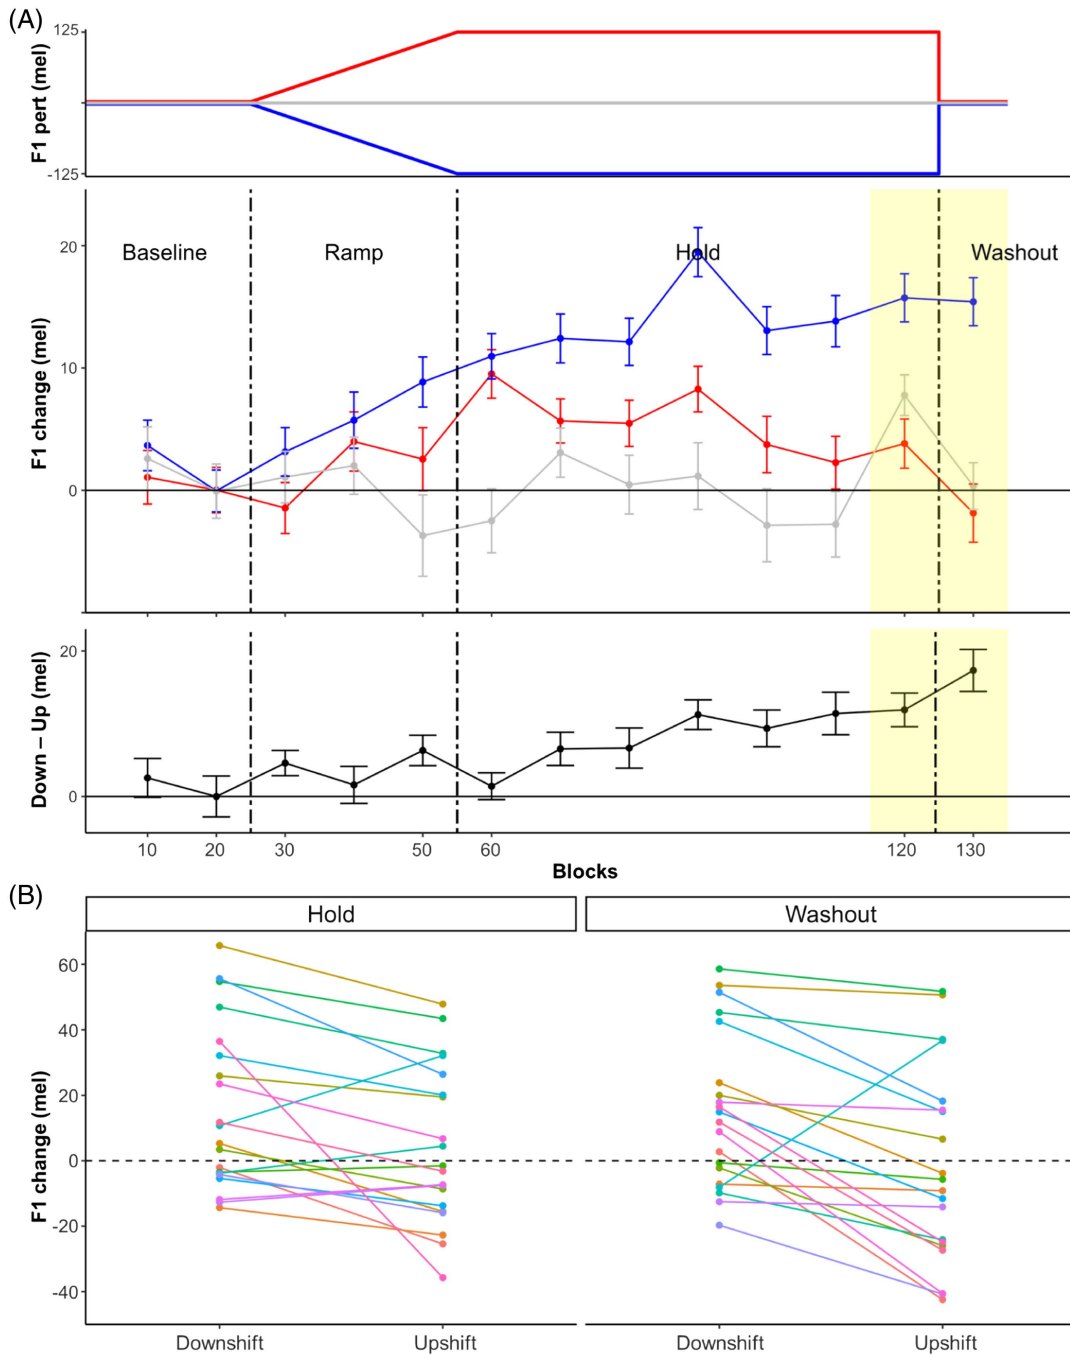 (A)
F1 pert (mel)
125
-125
F1 change (mel)
20
10
0
Baseline
Ramp
Hold
Washout
Down – Up (mel)
20
0
10 20 30 50 60 120 130
Blocks
(B)
Hold Washout
F1 change (mel)
60
40
20
0
-20
-40
Downshift Upshift Downshift Upshift